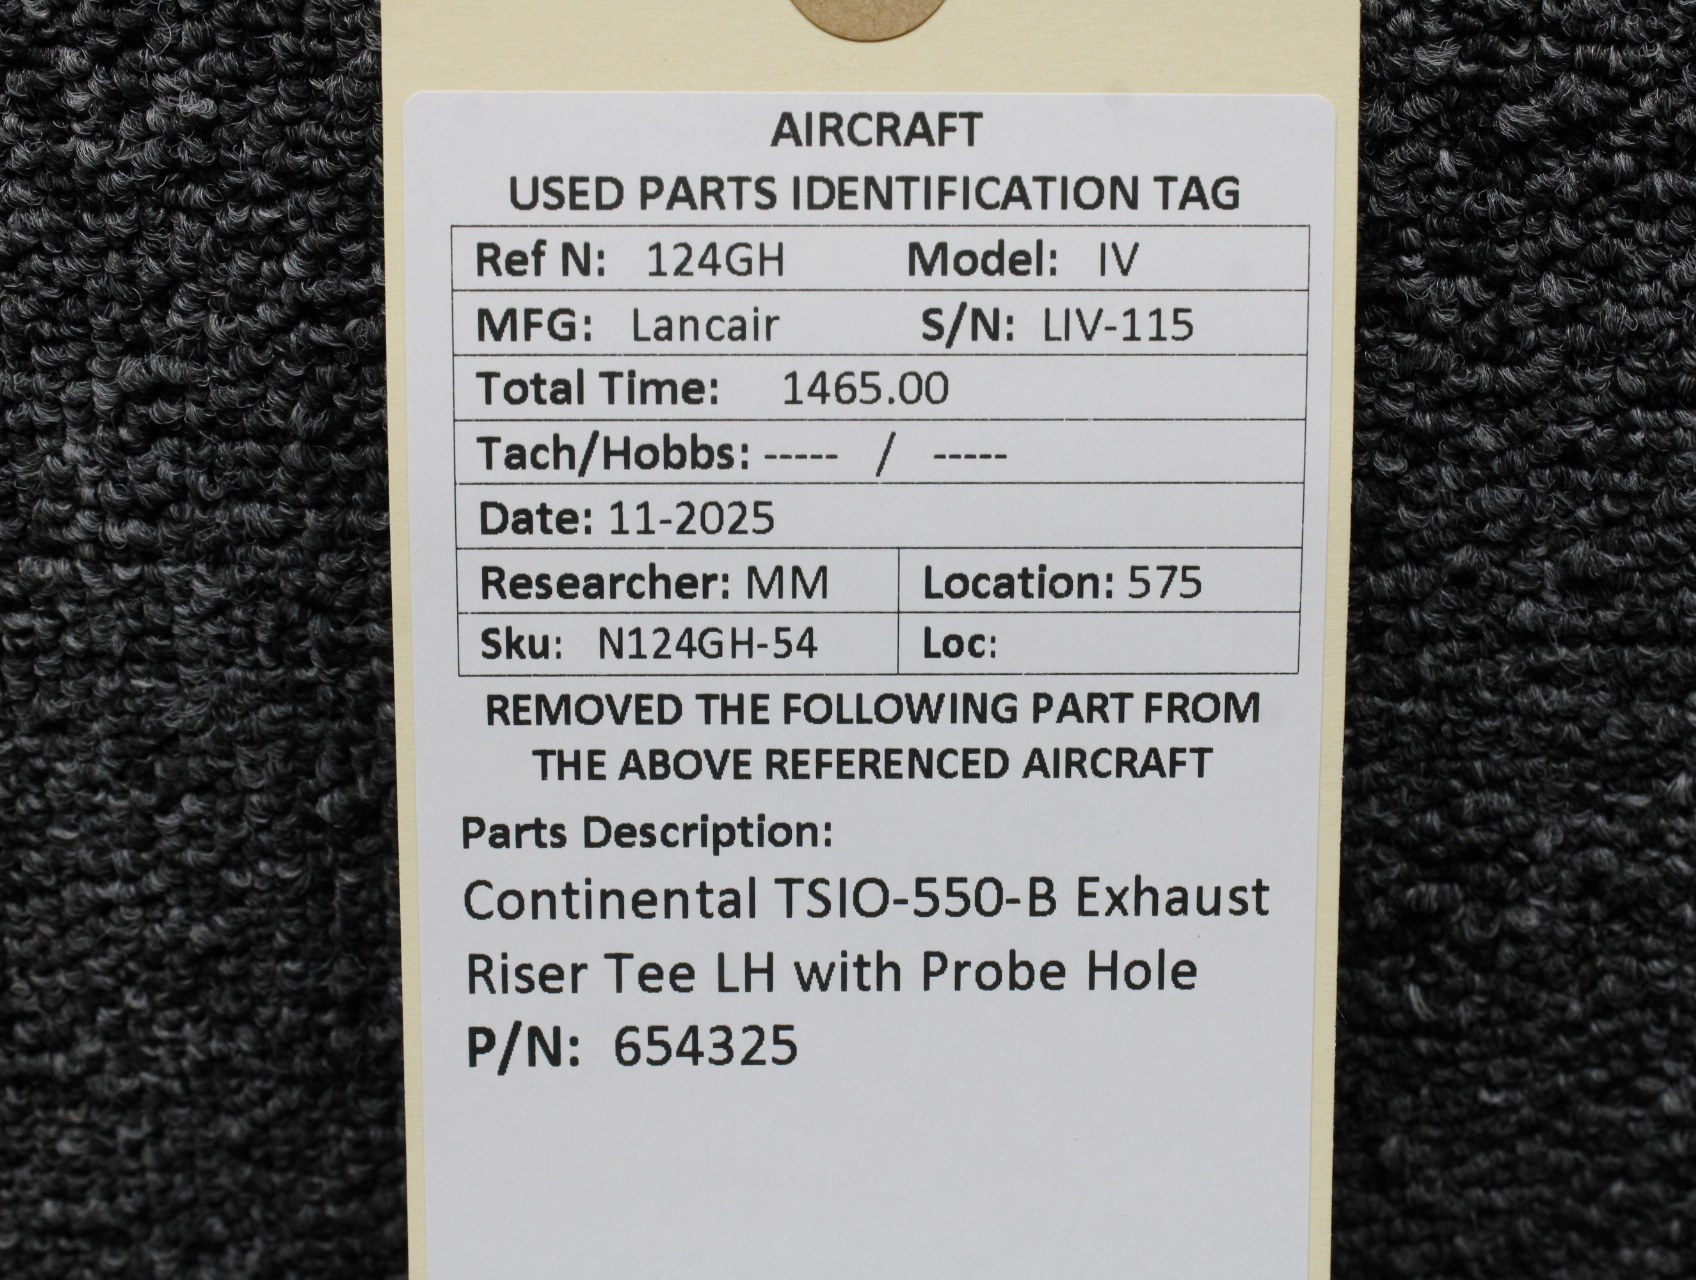 AIRCRAFT
USED PARTS IDENTIFICATION TAG
Ref N: 124GH Model: IV
MFG: Lancair S/N: LIV-115
Total Time: 1465.00
Tach/Hobbs: ----- / -----
Date: 11-2025
Researcher: MM Location: 575
Sku: N124GH-54 Loc:
REMOVED THE FOLLOWING PART FROM
THE ABOVE REFERENCED AIRCRAFT
Parts Description:
Continental TSIO-550-B Exhaust
Riser Tee LH with Probe Hole
P/N: 654325